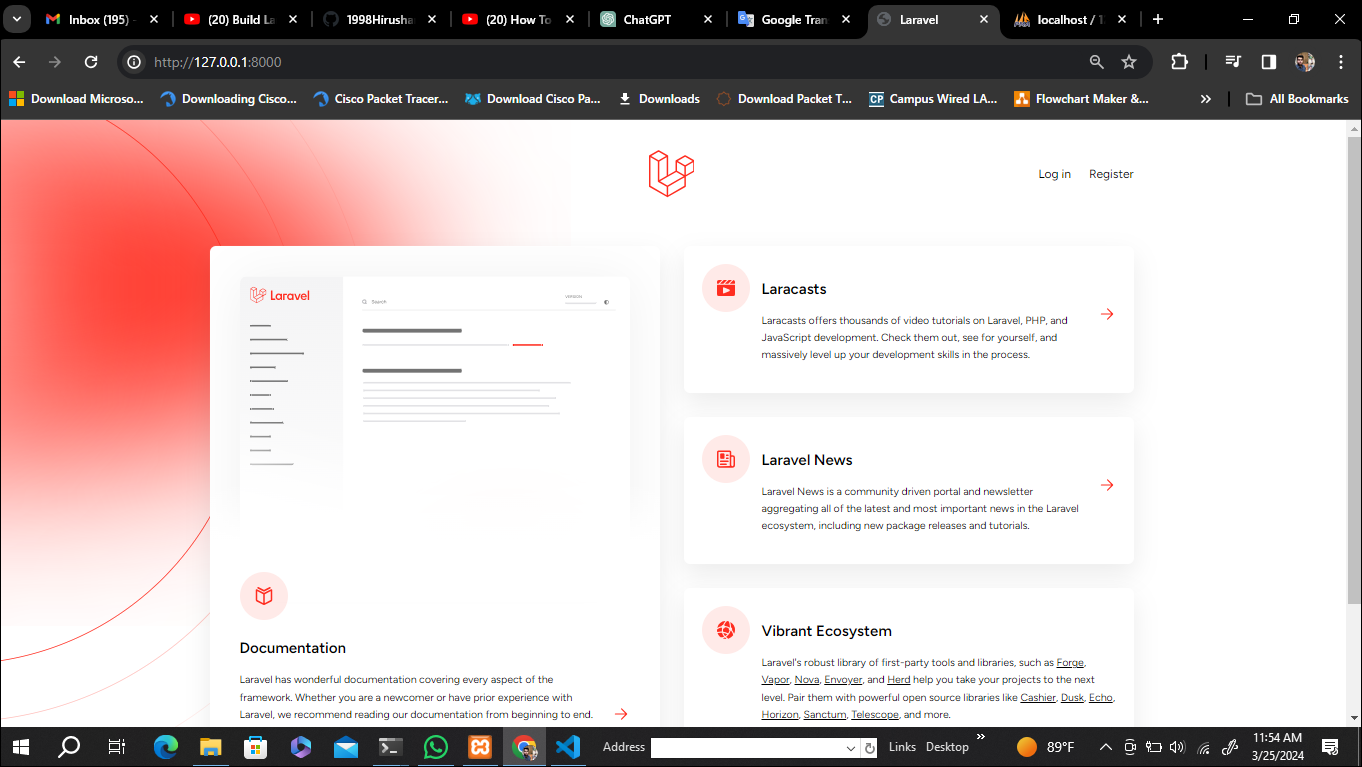 Inbox (195) -
(20) Build La
1998Hirusha
(20) How To
ChatGPT
Google Tran
Laravel
localhost / 1
http://127.0.0.1:8000
Download Microso...
Downloading Cisco...
Cisco Packet Tracer...
Download Cisco Pa...
Downloads
Download Packet T...
CP
Campus Wired LA...
Flowchart Maker &...
All Bookmarks
Log in
Register
Laravel
Search
VERSION
Documentation
Laravel has wonderful documentation covering every aspect of the
framework. Whether you are a newcomer or have prior experience with
Laravel, we recommend reading our documentation from beginning to end.
Laracasts
Laracasts offers thousands of video tutorials on Laravel, PHP, and
JavaScript development. Check them out, see for yourself, and
massively level up your development skills in the process.
Laravel News
Laravel News is a community driven portal and newsletter
aggregating all of the latest and most important news in the Laravel
ecosystem, including new package releases and tutorials.
Vibrant Ecosystem
Laravel's robust library of first-party tools and libraries, such as Forge,
Vapor, Nova, Envoyer, and Herd help you take your projects to the next
level. Pair them with powerful open source libraries like Cashier, Dusk, Echo,
Horizon, Sanctum, Telescope, and more.
Address
Links
Desktop
89°F
11:54 AM
3/25/2024